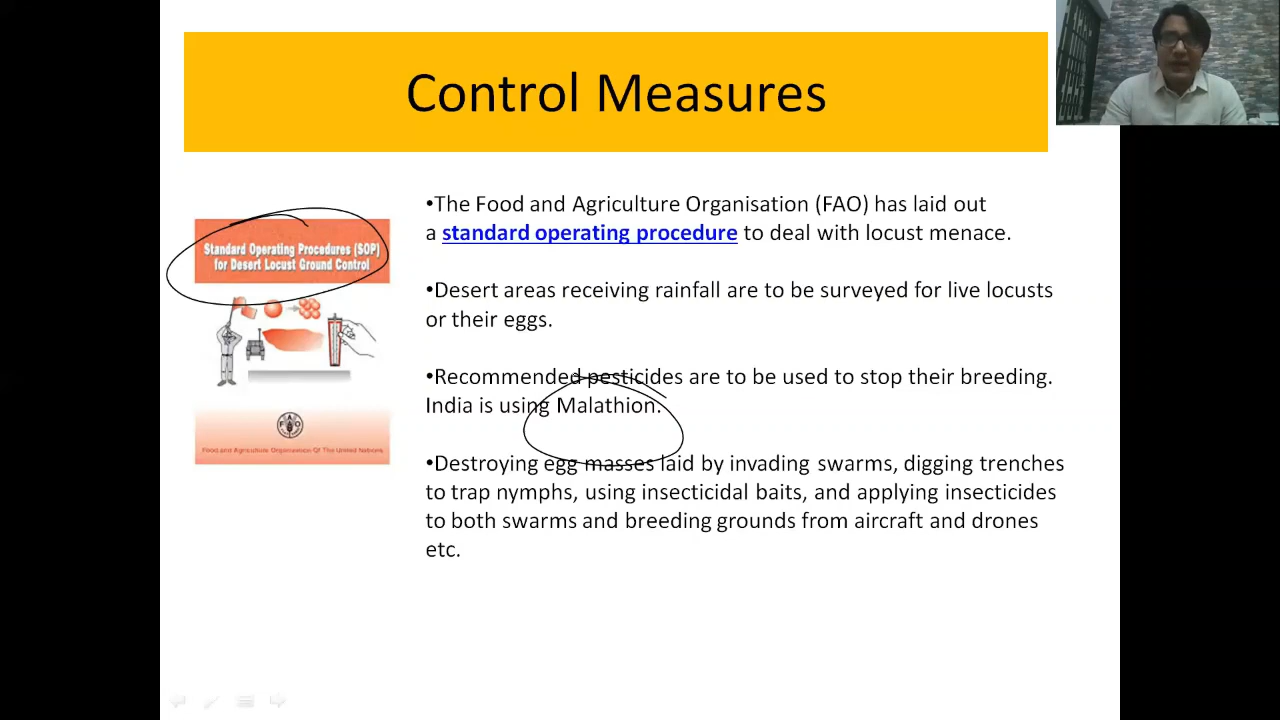 Control Measures
Standard Operating Procedures (SOP)
for Desert Locust Ground Control
FAO
Food and Agriculture Organization Of The United Nations
•The Food and Agriculture Organisation (FAO) has laid out
a standard operating procedure to deal with locust menace.
•Desert areas receiving rainfall are to be surveyed for live locusts
or their eggs.
•Recommended pesticides are to be used to stop their breeding.
India is using Malathion.
•Destroying egg masses laid by invading swarms, digging trenches
to trap nymphs, using insecticidal baits, and applying insecticides
to both swarms and breeding grounds from aircraft and drones
etc.